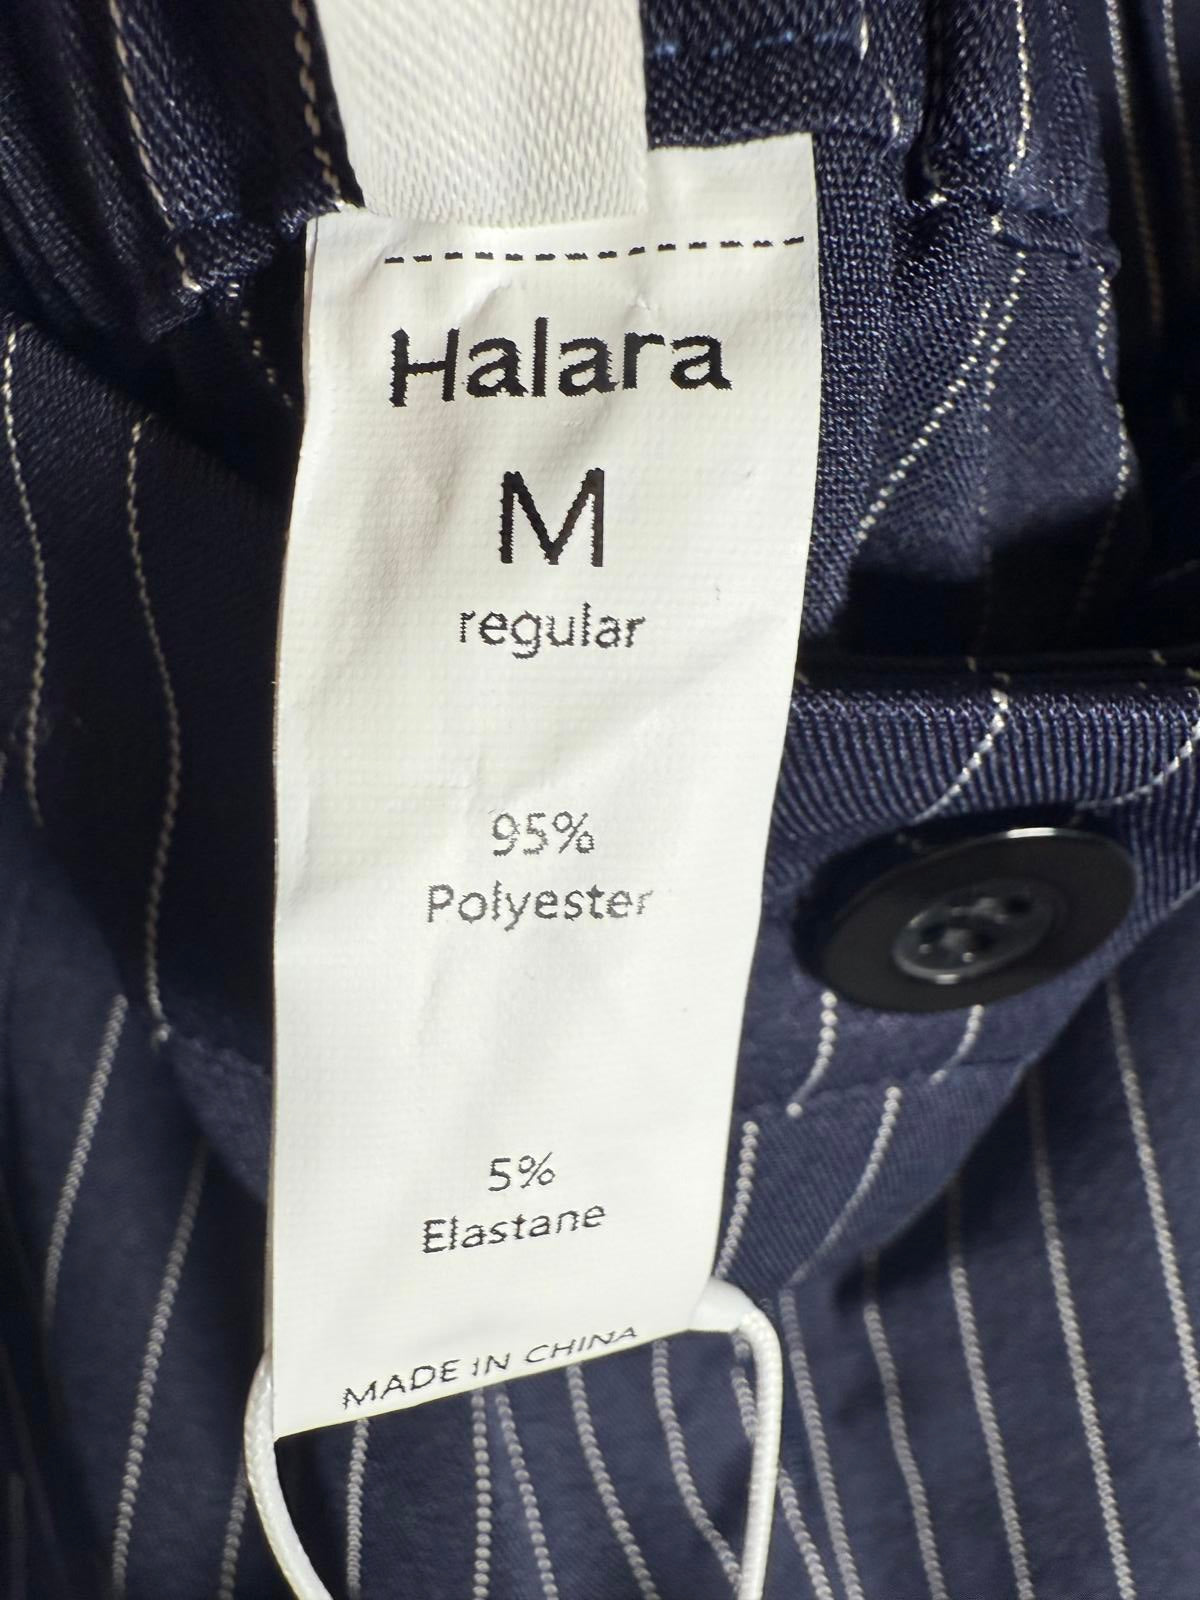 Halara
M
regular
95%
Polyester
5%
Elastane
MADE IN CHINA